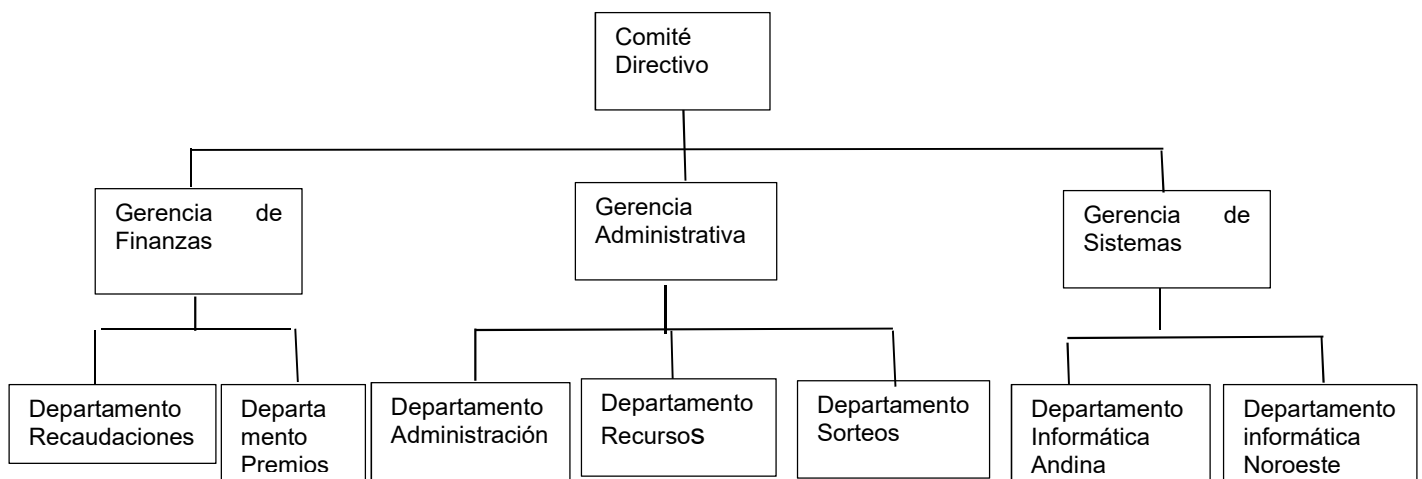 Comité
Directivo
Gerencia de
Finanzas
Gerencia
Administrativa
Gerencia de
Sistemas
Departamento
Recaudaciones
Departa
mento
Premios
Departamento
Administración
Departamento
Recursos
Departamento
Sorteos
Departamento
Informática
Andina
Departamento
informática
Noroeste